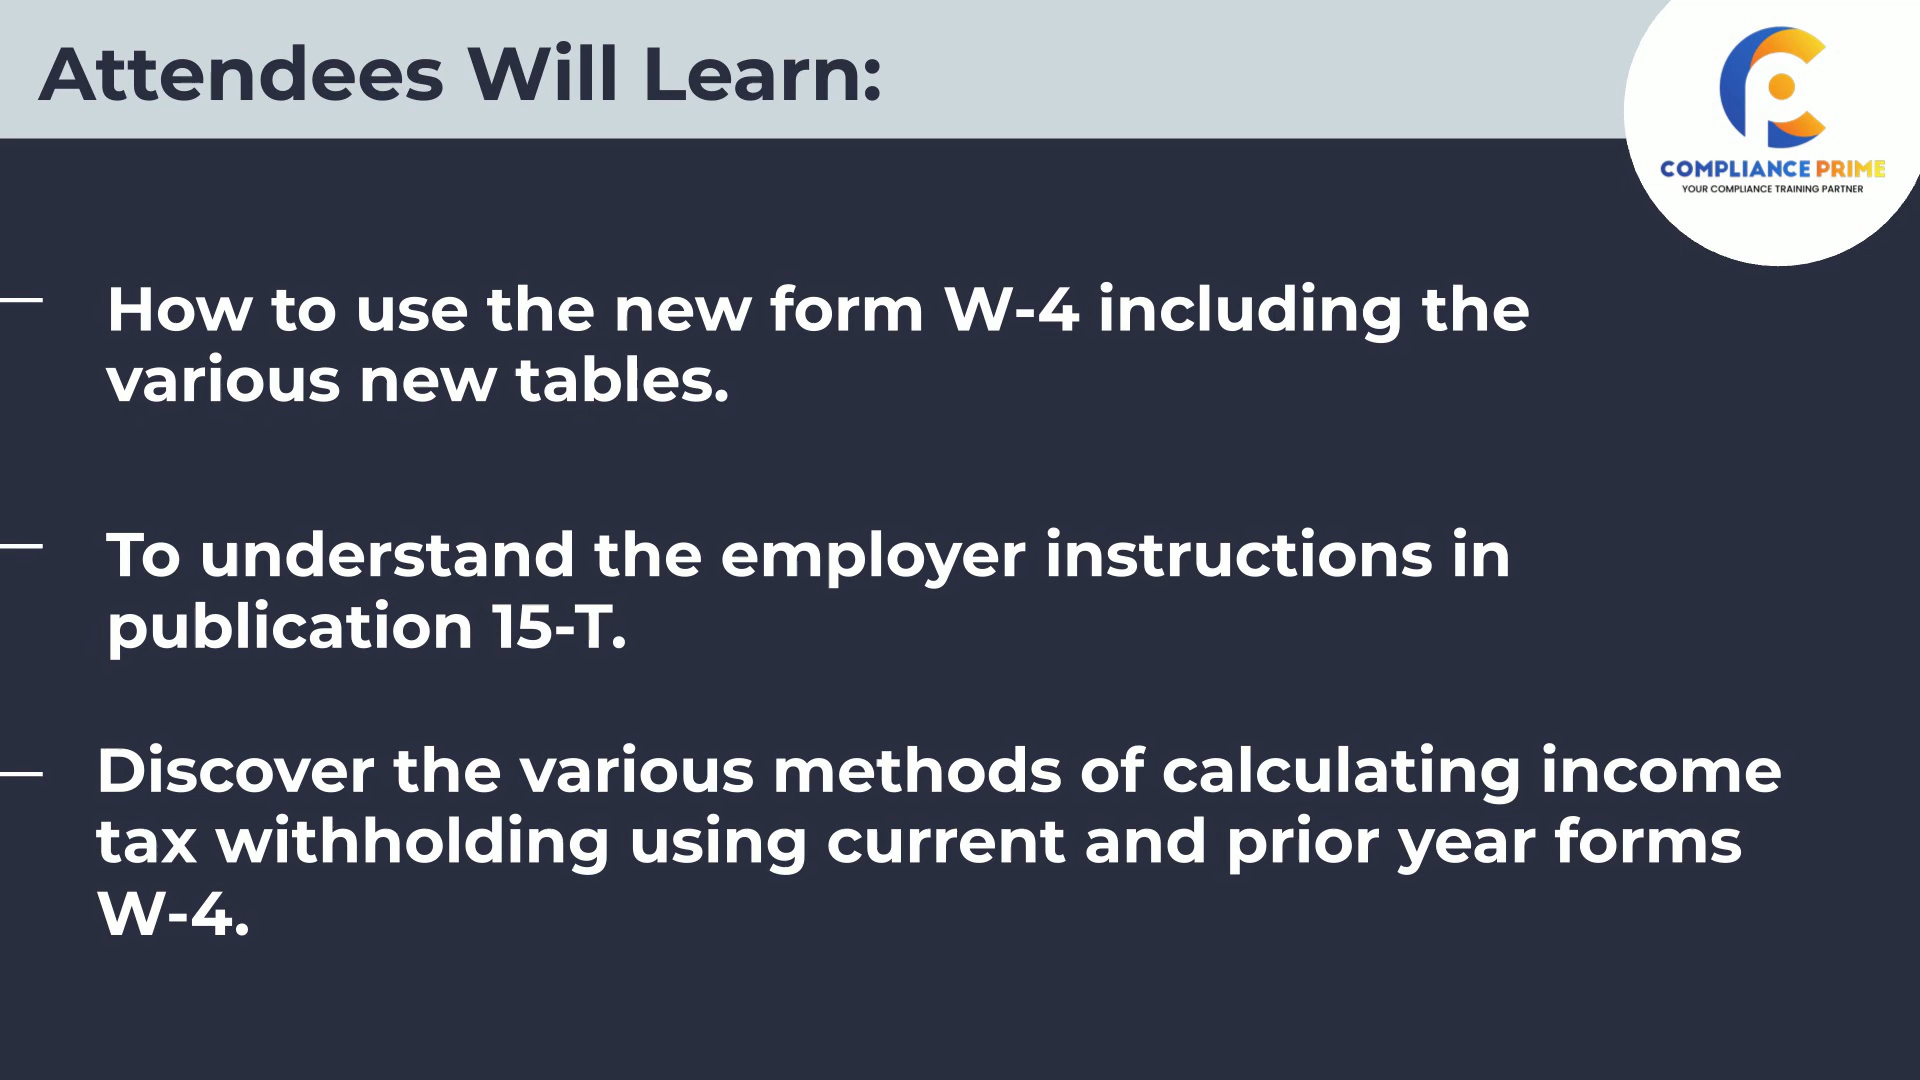 Attendees Will Learn:
COMPLIANCE PRIME
YOUR COMPLIANCE TRAINING PARTNER
How to use the new form W-4 including the
various new tables.
To understand the employer instructions in
publication 15-T.
Discover the various methods of calculating income
tax withholding using current and prior year forms
W-4.